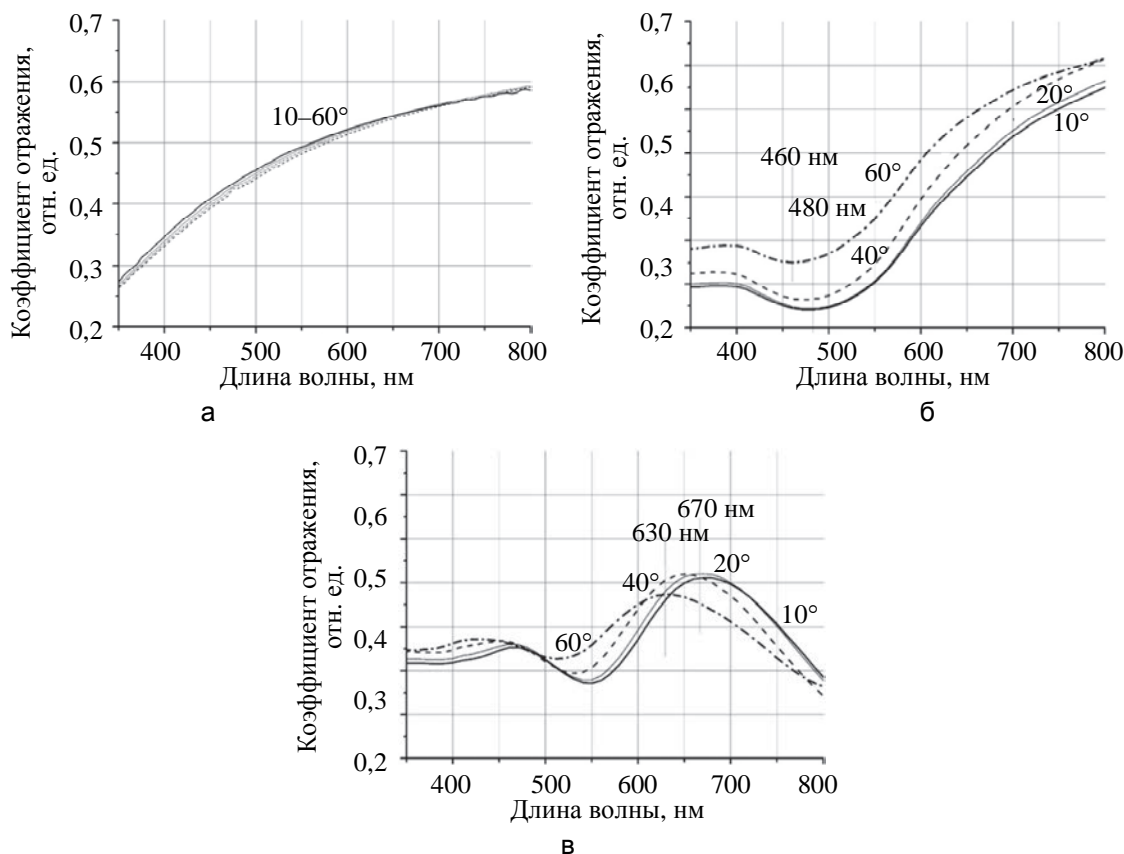 0,7
0,6
0,5
0,4
0,3
0,2
Коэффициент отражения,
отн. ед.
10–60°
400 500 600 700 800
Длина волны, нм
а
0,7
0,6
0,5
0,4
0,3
0,2
Коэффициент отражения,
отн. ед.
460 нм
480 нм
60°
40°
20°
10°
400 500 600 700 800
Длина волны, нм
б
0,7
0,6
0,5
0,4
0,3
0,2
Коэффициент отражения,
отн. ед.
670 нм
630 нм
40°
20°
60°
10°
400 500 600 700 800
Длина волны, нм
в